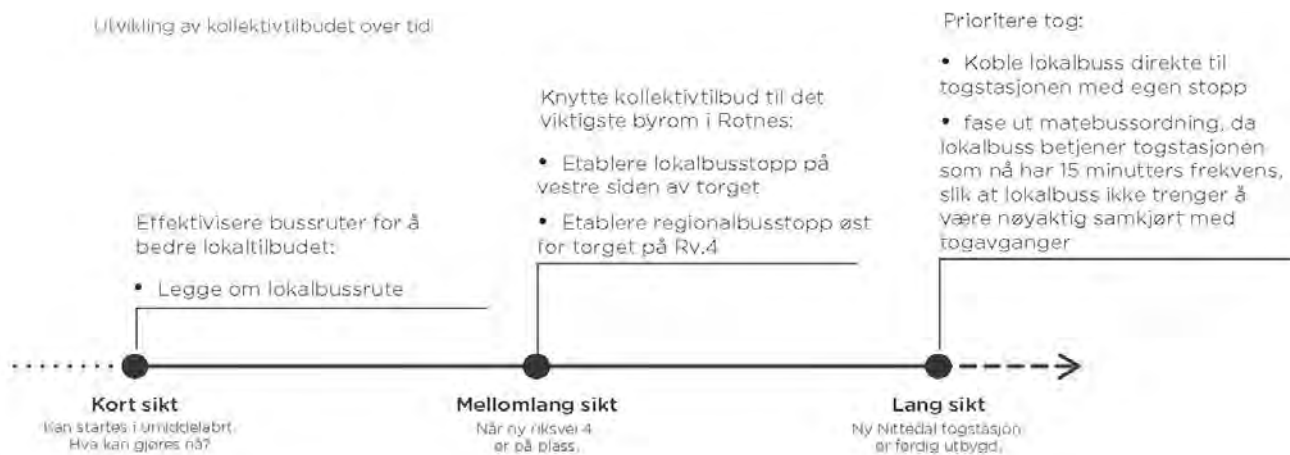 Utvikling av kollektivtilbudet over tid
Effektivisere bussruter for å
bedre lokaltilbudet:
• Legge om lokalbussrute
Kort sikt
Kan startes i umiddelabrt.
Hva kan gjøres nå?
Knytte kollektivtilbud til det
viktigste byrom i Rotnes:
• Etablere lokalbusstopp på
vestre siden av torget
• Etablere regionalbusstopp øst
for torget på Rv.4
Mellomlang sikt
Når ny riksvei 4
er på plass.
Prioritere tog:
• Koble lokalbuss direkte til
togstasjonen med egen stopp
• fase ut matebussordning, da
lokalbuss betjener togstasjonen
som nå har 15 minutters frekvens,
slik at lokalbuss ikke trenger å
være nøyaktig samkjørt med
togavganger
Lang sikt
Ny Nittedal togstasjon
er ferdig utbygd.